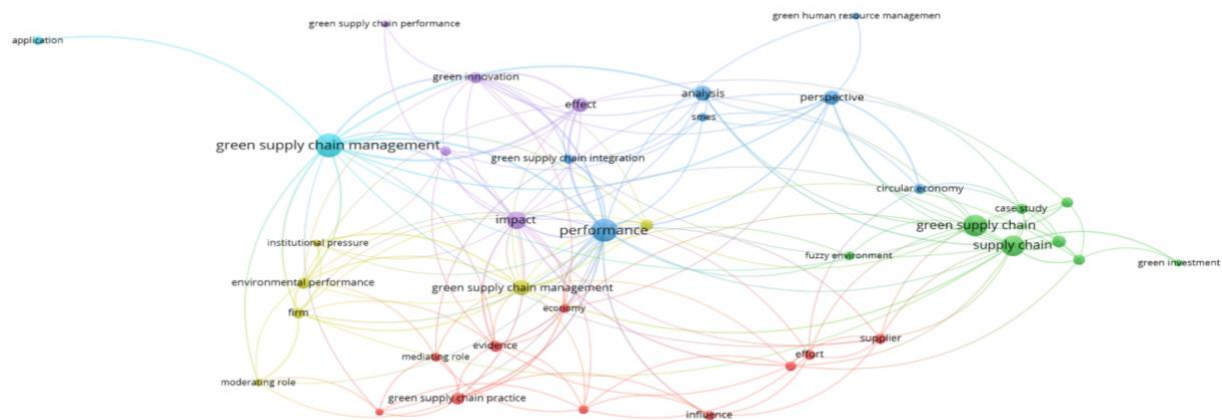 green supply chain performance
green human resource managemen
application
green innovation
analysis
perspective
effect
smes
green supply chain management
green supply chain integration
circular economy
case study
impact
green supply chain
performance
institutional pressure
supply chain
fuzzy environment
green investment
environmental performance
green supply chain management
economy
firm
supplier
evidence
effort
mediating role
moderating role
green supply chain practice
influence